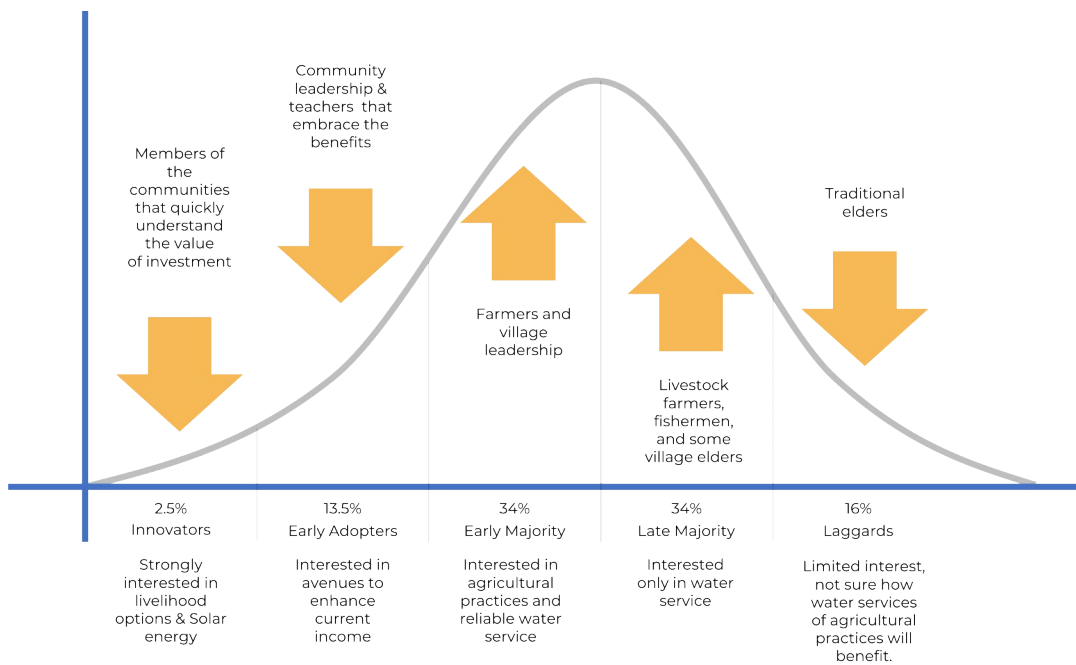 Members of
the
communities
that quickly
understand
the value
of investment
Community
leadership &
teachers that
embrace the
benefits
Farmers and
village
leadership
Livestock
farmers,
fishermen,
and some
village elders
Traditional
elders
2.5%
Innovators
Strongly
interested in
livelihood
options & Solar
energy
13.5%
Early Adopters
Interested in
avenues to
enhance
current
income
34%
Early Majority
Interested in
agricultural
practices and
reliable water
service
34%
Late Majority
Interested
only in water
service
16%
Laggards
Limited interest,
not sure how
water services
of agricultural
practices will
benefit.